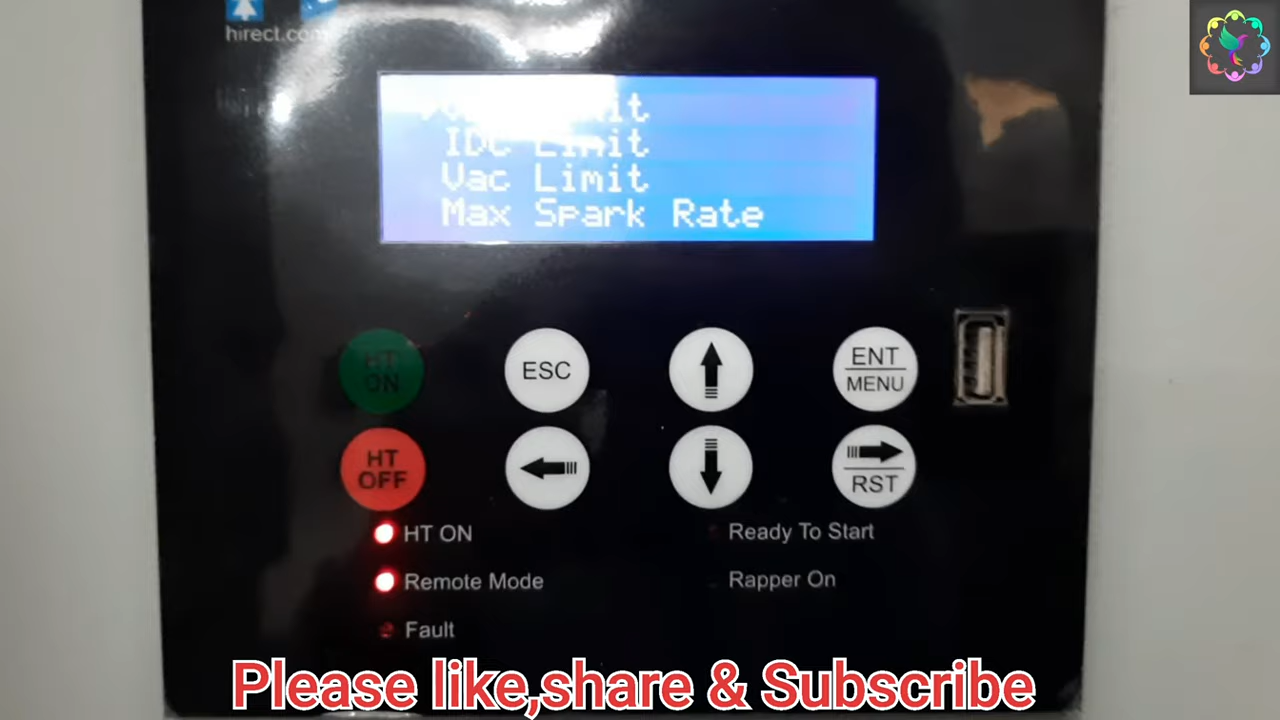 hirect.com
IDC Limit
Vac Limit
Max Spark Rate
HT
ON
ESC
ENT
MENU
HT
OFF
RST
HT ON
Ready To Start
Remote Mode
Rapper On
Fault
Please like,share & Subscribe